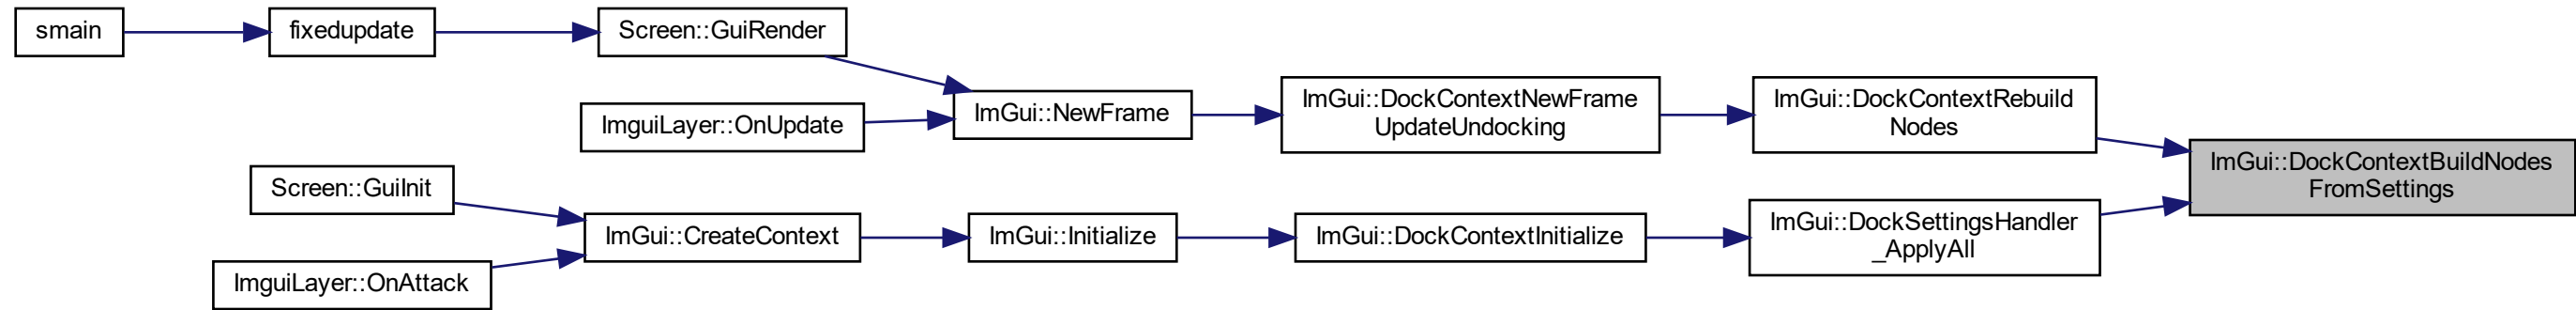 smain
fixedupdate
Screen::GuiRender
ImguiLayer::OnUpdate
ImGui::NewFrame
ImGui::DockContextNewFrame
UpdateUndocking
ImGui::DockContextRebuild
Nodes
ImGui::DockContextBuildNodes
FromSettings
Screen::GuiInit
ImguiLayer::OnAttack
ImGui::CreateContext
ImGui::Initialize
ImGui::DockContextInitialize
ImGui::DockSettingsHandler
_ApplyAll